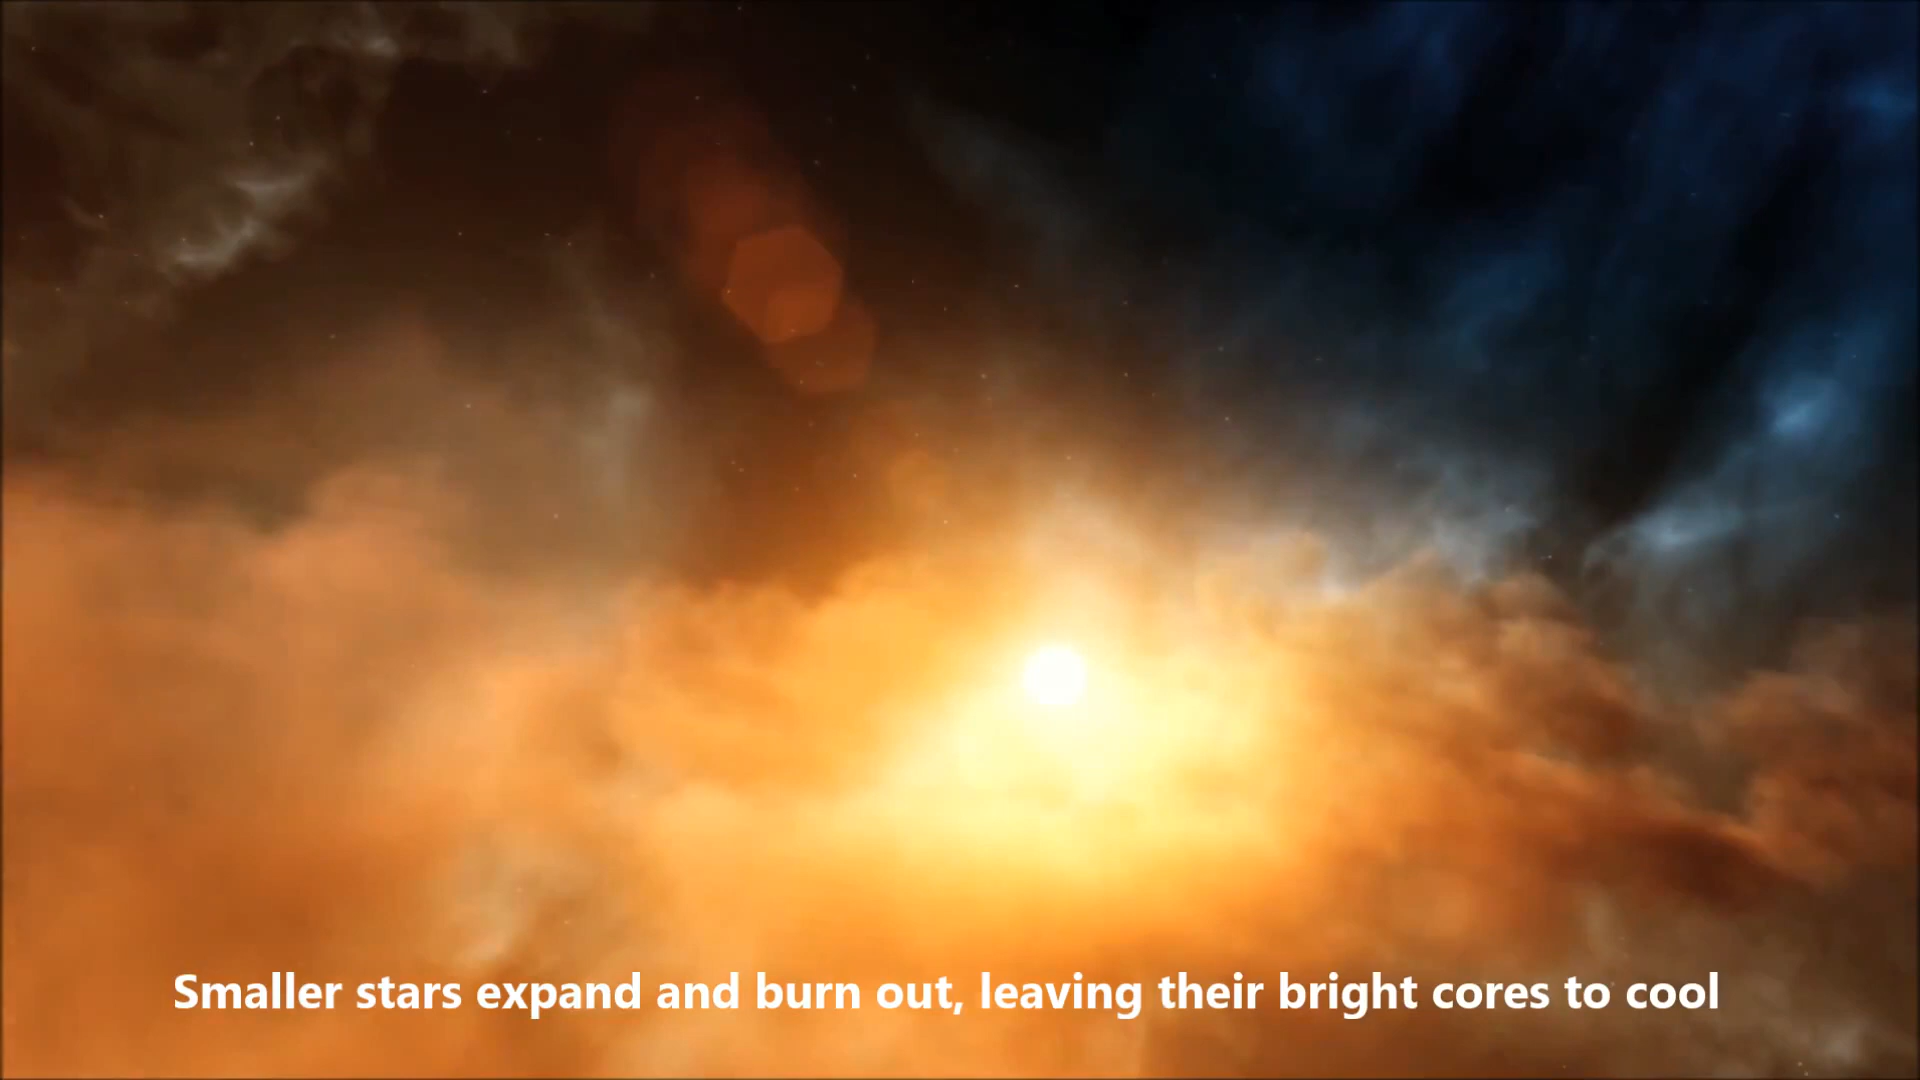 Smaller stars expand and burn out, leaving their bright cores to cool